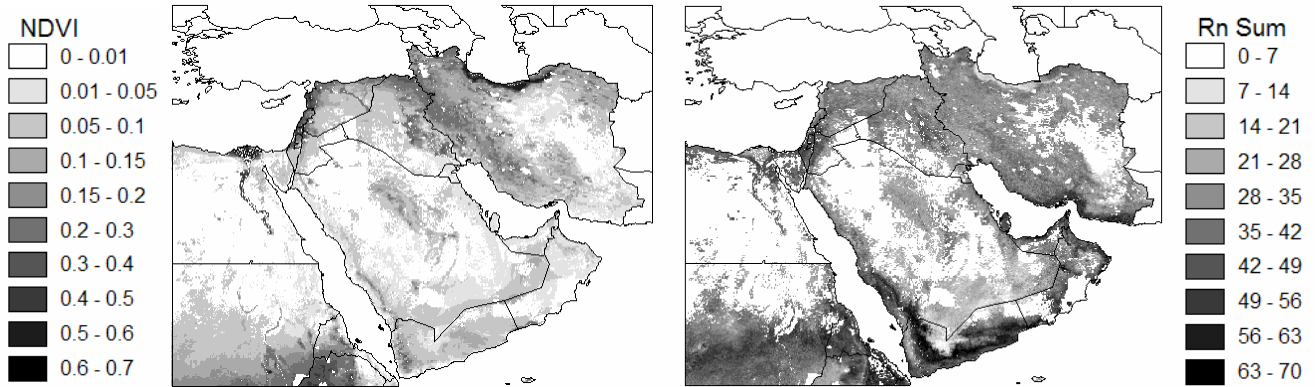 NDVI
0 - 0.01
0.01 - 0.05
0.05 - 0.1
0.1 - 0.15
0.15 - 0.2
0.2 - 0.3
0.3 - 0.4
0.4 - 0.5
0.5 - 0.6
0.6 - 0.7
Rn Sum
0 - 7
7 - 14
14 - 21
21 - 28
28 - 35
35 - 42
42 - 49
49 - 56
56 - 63
63 - 70